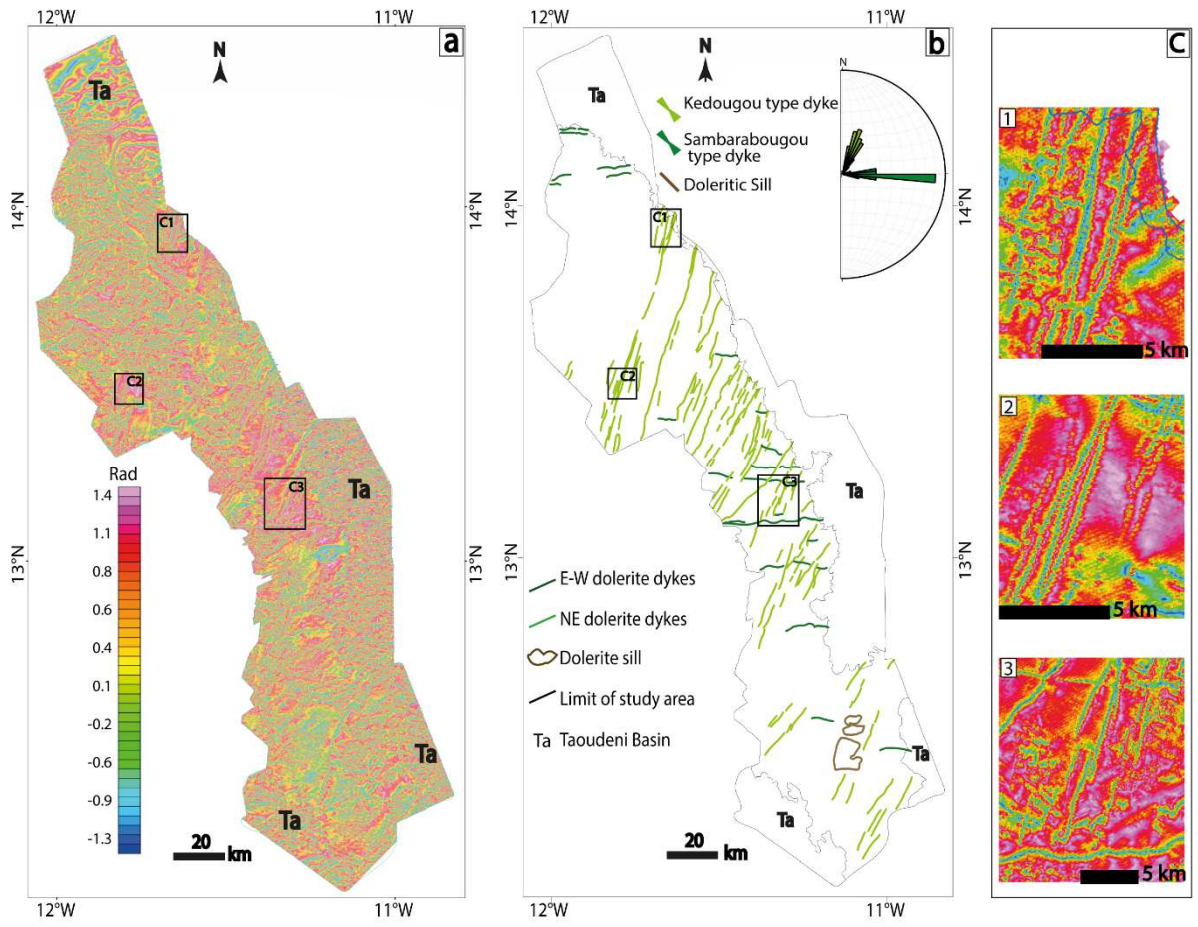 12°W
11°W
a
N
Ta
14°N
C1
C2
C3
Ta
Rad
1.4
1.1
0.8
0.6
0.4
0.1
-0.2
-0.6
-0.9
-1.3
13°N
Ta
Ta
20
km
12°W
11°W
12°W
11°W
b
N
N
Ta
Kedougou type dyke
Sambarabougou
type dyke
Doleritic Sill
14°N
14°N
C1
C2
C3
Ta
13°N
13°N
E-W dolerite dykes
NE dolerite dykes
Dolerite sill
Limit of study area
Ta Taoudeni Basin
Ta
Ta
20
km
12°W
11°W
C
1
5 km
2
5 km
3
5 km